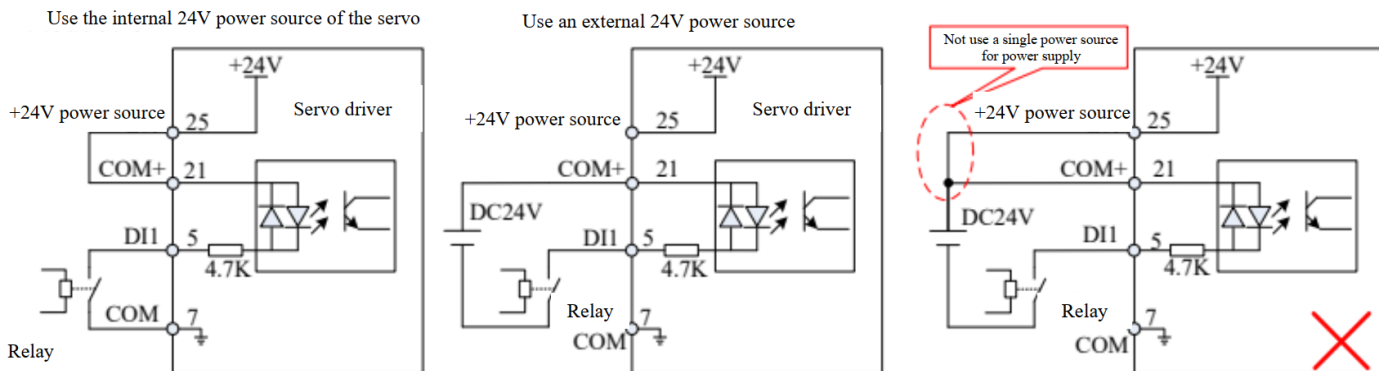 Use the internal 24V power source of the servo
+24V
+24V power source
25
Servo driver
COM+
21
DI1
5
4.7K
COM
7
Relay
Use an external 24V power source
+24V
+24V power source
25
Servo driver
COM+
21
DC24V
DI1
5
4.7K
Relay
COM
7
Not use a single power source
for power supply
+24V
+24V power source
25
COM+
21
DC24V
DI1
5
4.7K
Relay
COM
7